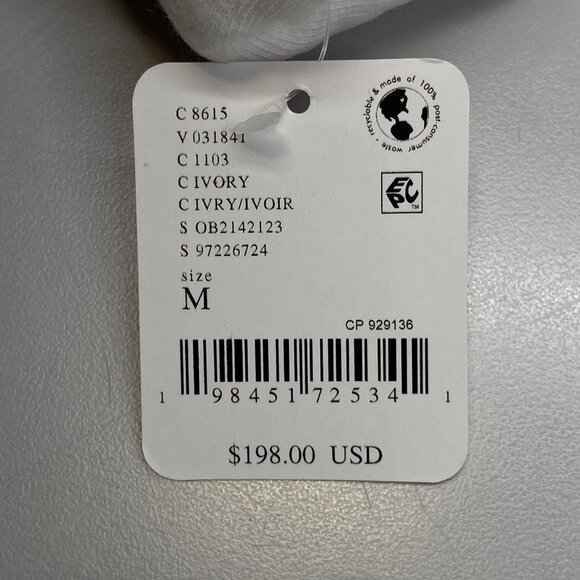 C 8615
V 031841
C 1103
C IVORY
C IVRY/IVOIR
S OB2142123
S 97226724
size
M
recyclable & made of 100% post-consumer waste •
EPC TM
CP 929136
1 98451 72534 1
$198.00 USD